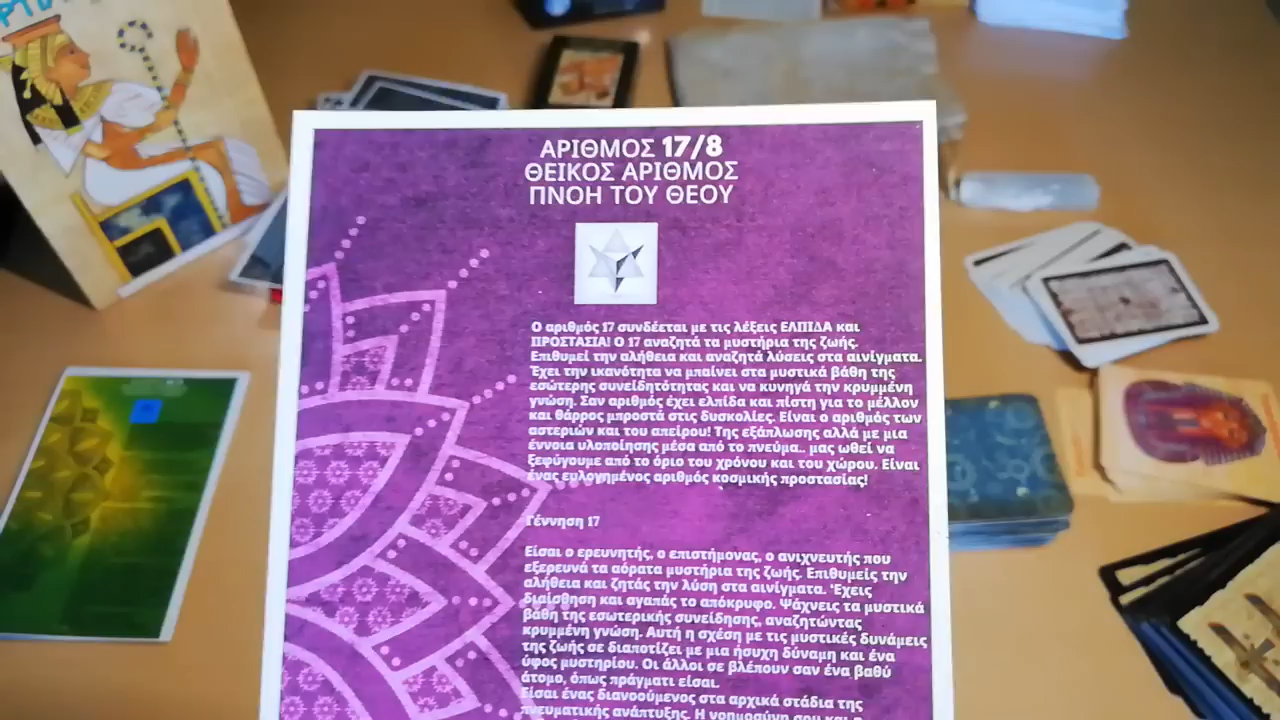 ΑΡΙΘΜΟΣ 17/8
ΘΕΙΚΟΣ ΑΡΙΘΜΟΣ
ΠΝΟΗ ΤΟΥ ΘΕΟΥ
Ο αριθμός 17 συνδέεται με τις λέξεις ΕΛΠΙΔΑ και
ΠΡΟΣΤΑΣΙΑ! Ο 17 αναζητά τα μυστήρια της ζωής.
Επιθυμεί την αλήθεια και αναζητά λύσεις στα αινίγματα.
Έχει την ικανότητα να μπαίνει στα μυστικά βάθη της
εσώτερης συνείδητότητας και να κυνηγά την κρυμμένη
γνώση. Σαν αριθμός έχει ελπίδα και πίστη για το μέλλον
και θάρρος μπροστά στις δυσκολίες. Είναι ο αριθμός των
αστεριών και του απείρου! Της εξάπλωσης αλλά με μια
έννοια υλοποίησης μέσα από το πνεύμα.. μας ωθεί να
ξεφύγουμε από το όριο του χρόνου και του χώρου. Είναι
ένας ευλογημένος αριθμός κοσμικής προστασίας!
Γέννηση 17
Είσαι ο ερευνητής, ο επιστήμονας, ο ανιχνευτής που
εξερευνά τα αόρατα μυστήρια της ζωής. Επιθυμείς την
αλήθεια και ζητάς την λύση στα αινίγματα. Έχεις
διαίσθηση και αγαπάς το απόκρυφο. Ψάχνεις τα μυστικά
βάθη της εσωτερικής συνείδησης, αναζητώντας
κρυμμένη γνώση. Αυτή η σχέση με τις μυστικές δυνάμεις
της ζωής σε διαποτίζει με μια ήσυχη δύναμη και ένα
ύφος μυστηρίου. Οι άλλοι σε βλέπουν σαν ένα βαθύ
άτομο, όπως πράγματι είσαι.
Είσαι ένας διανοούμενος στα αρχικά στάδια της
πνευματικής ανάπτυξης. Η νοημοσύνη σου και η